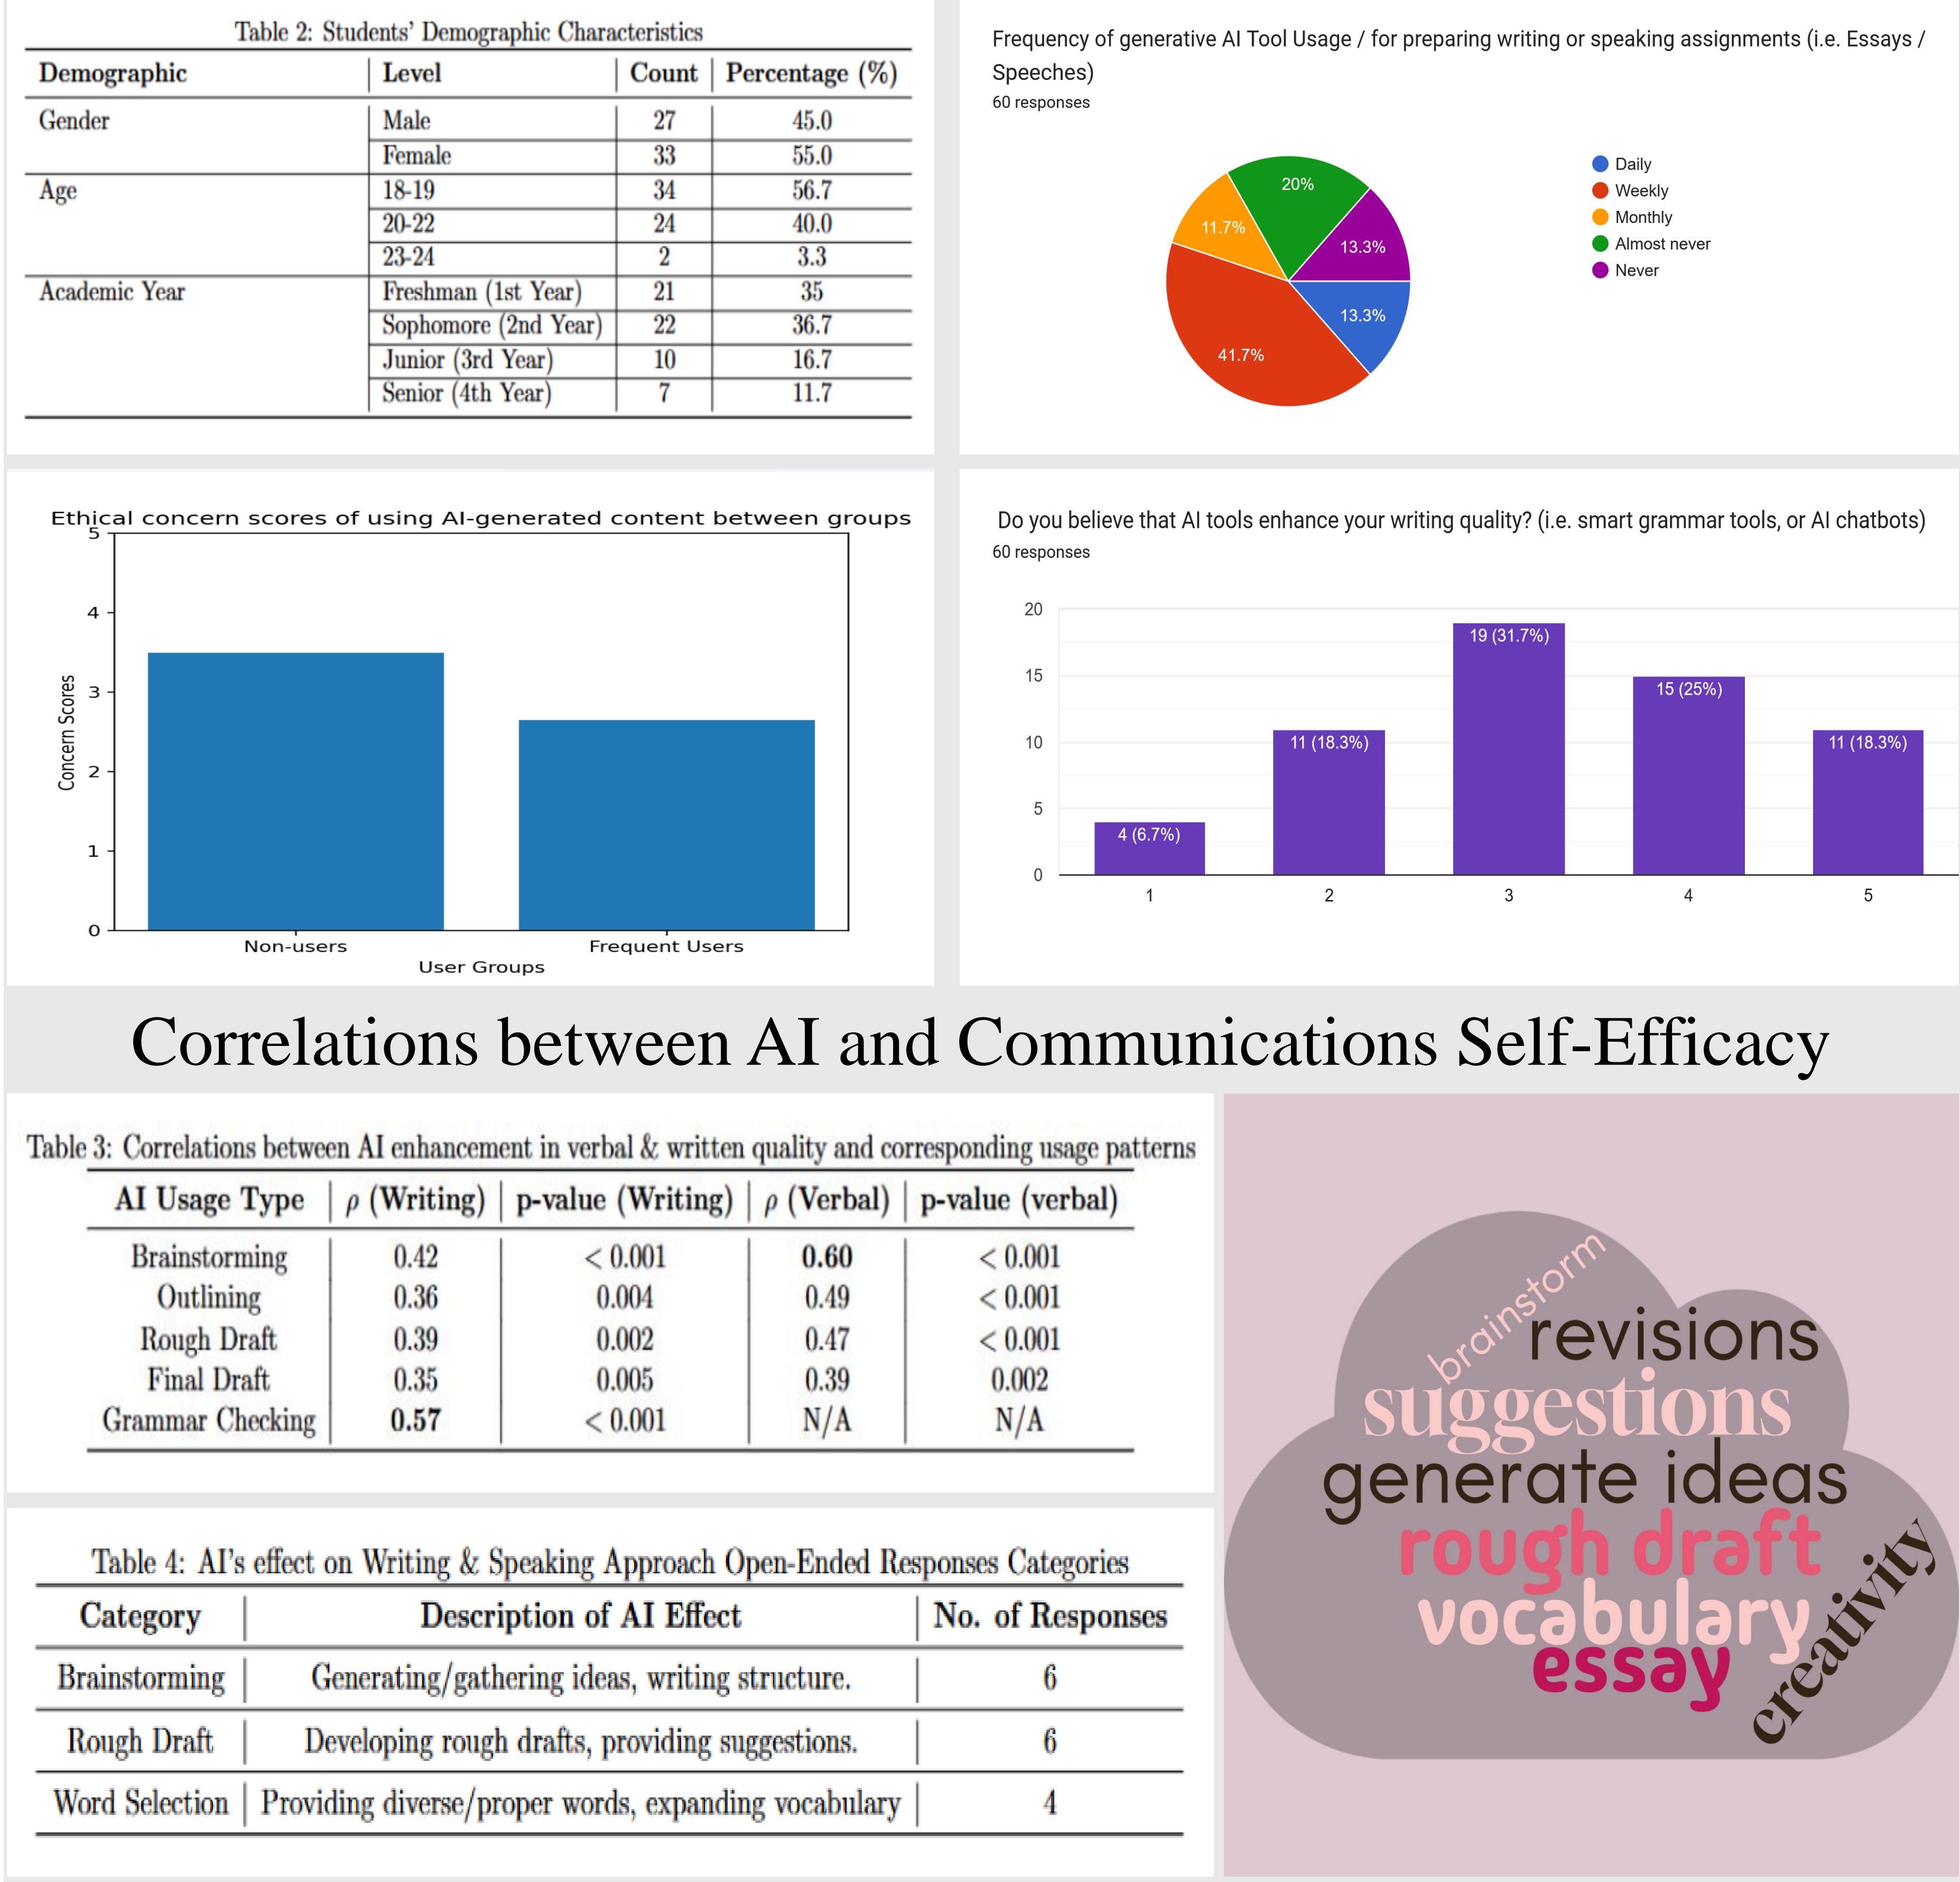 Table 2: Students' Demographic Characteristics
Demographic Level Count Percentage (%)
Gender Male 27 45.0
Female 33 55.0
Age 18-19 34 56.7
20-22 24 40.0
23-24 2 3.3
Academic Year Freshman (1st Year) 21 35
Sophomore (2nd Year) 22 36.7
Junior (3rd Year) 10 16.7
Senior (4th Year) 7 11.7
Frequency of generative AI Tool Usage / for preparing writing or speaking assignments (i.e. Essays /
Speeches)
60 responses
20%
11.7%
13.3%
13.3%
41.7%
Daily
Weekly
Monthly
Almost never
Never
Ethical concern scores of using AI-generated content between groups
5
4
3
2
1
0
Concern Scores
Non-users Frequent Users
User Groups
Do you believe that AI tools enhance your writing quality? (i.e. smart grammar tools, or AI chatbots)
60 responses
20
15
10
5
0
4 (6.7%)
11 (18.3%)
19 (31.7%)
15 (25%)
11 (18.3%)
1 2 3 4 5
Correlations between AI and Communications Self-Efficacy
Table 3: Correlations between AI enhancement in verbal & written quality and corresponding usage patterns
AI Usage Type ρ (Writing) p-value (Writing) ρ (Verbal) p-value (verbal)
Brainstorming 0.42 < 0.001 0.60 < 0.001
Outlining 0.36 0.004 0.49 < 0.001
Rough Draft 0.39 0.002 0.47 < 0.001
Final Draft 0.35 0.005 0.39 0.002
Grammar Checking 0.57 < 0.001 N/A N/A
Table 4: AI's effect on Writing & Speaking Approach Open-Ended Responses Categories
Category Description of AI Effect No. of Responses
Brainstorming Generating/gathering ideas, writing structure. 6
Rough Draft Developing rough drafts, providing suggestions. 6
Word Selection Providing diverse/proper words, expanding vocabulary 4
brainstorm
revisions
suggestions
generate ideas
rough draft
vocabulary
essay
creativity